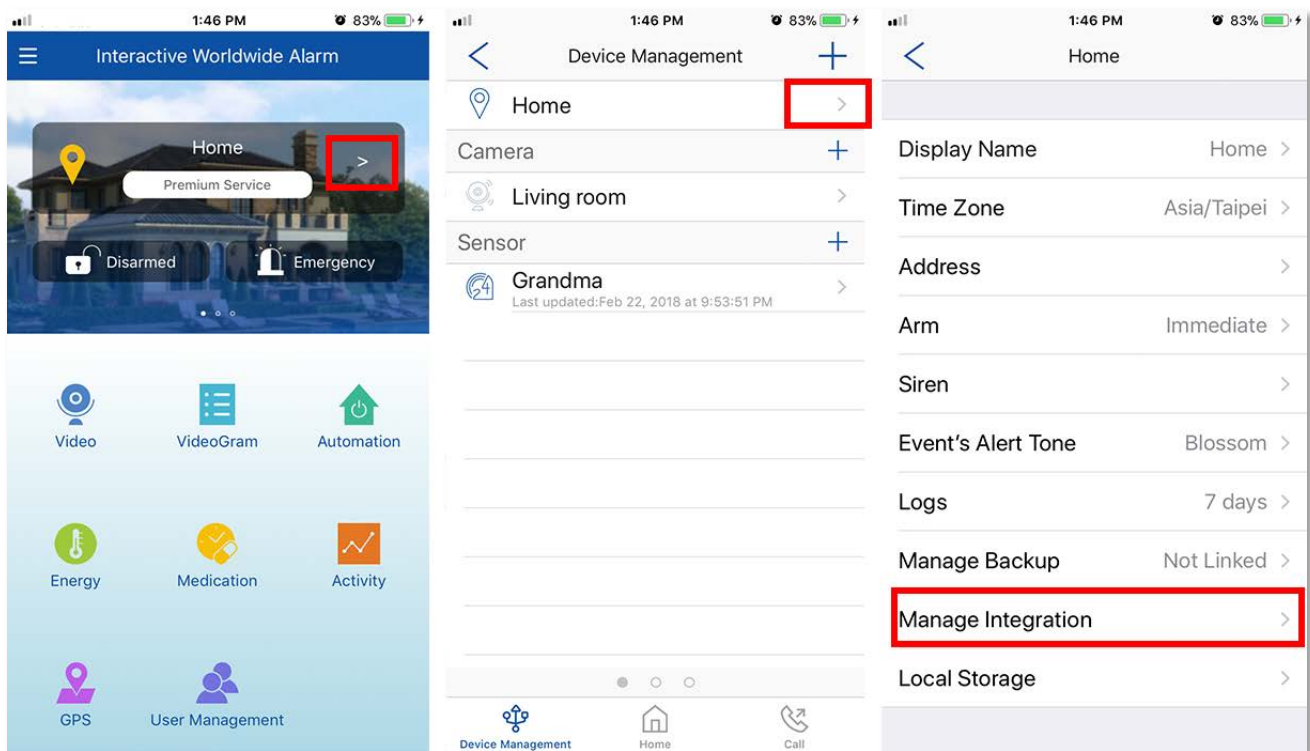 1:46 PM
83%
Interactive Worldwide Alarm
Home
>
Premium Service
Disarmed
Emergency
Video
VideoGram
Automation
Energy
Medication
Activity
GPS
User Management
1:46 PM
83%
Device Management
Home
Camera
Living room
Sensor
24
Grandma
Last updated:Feb 22, 2018 at 9:53:51 PM
Device Management
Home
Call
1:46 PM
83%
Home
Display Name Home
Time Zone Asia/Taipei
Address
Arm Immediate
Siren
Event's Alert Tone Blossom
Logs 7 days
Manage Backup Not Linked
Manage Integration
Local Storage